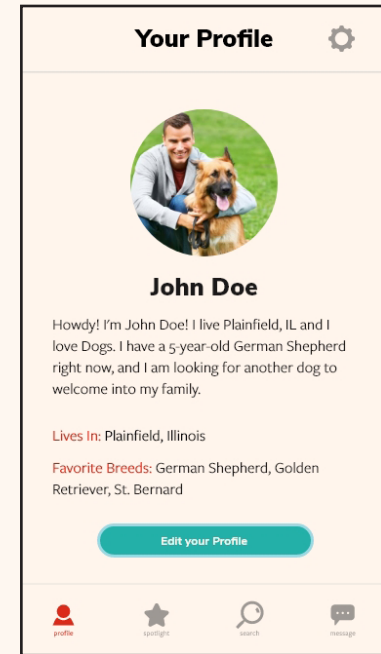 Your Profile
John Doe
Howdy! I'm John Doe! I live Plainfield, IL and I
love Dogs. I have a 5-year-old German Shepherd
right now, and I am looking for another dog to
welcome into my family.
Lives In: Plainfield, Illinois
Favorite Breeds: German Shepherd, Golden
Retriever, St. Bernard
Edit your Profile
profile spotlight search message